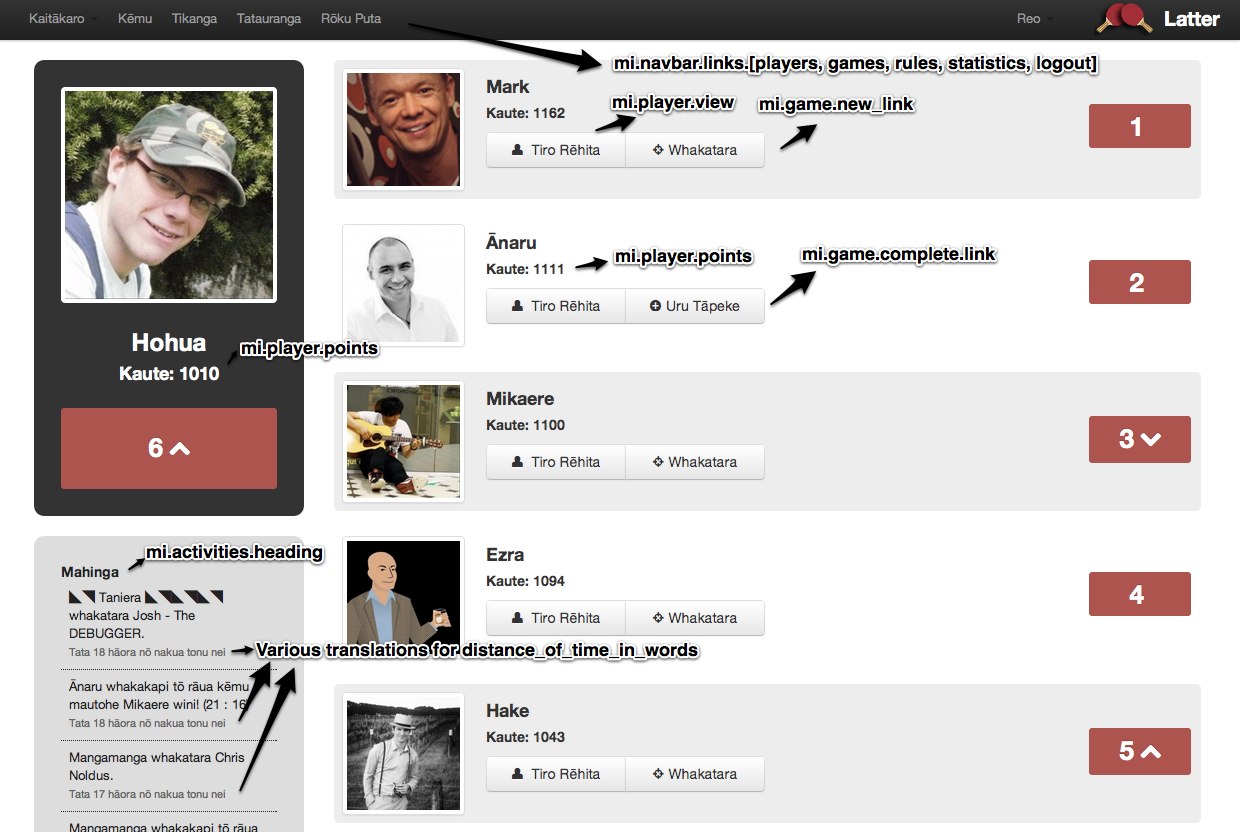 Kaitākaro Kēmu Tikanga Tatauranga Rōku Puta Reo Latter
mi.navbar.links.[players, games, rules, statistics, logout]
Mark
Kaute: 1162
mi.player.view
mi.game.new_link
Tiro Rēhita
Whakatara
1
Ānaru
Kaute: 1111
mi.player.points
mi.game.complete.link
Tiro Rēhita
Uru Tāpeke
2
Hohua
Kaute: 1010
mi.player.points
6
Mikaere
Kaute: 1100
Tiro Rēhita
Whakatara
3
Ezra
Kaute: 1094
Tiro Rēhita
Whakatara
4
Hake
Kaute: 1043
Tiro Rēhita
Whakatara
5
Mahinga
mi.activities.heading
Taniera
whakatara Josh - The
DEBUGGER.
Tata 18 hāora nō nakua tonu nei
Various translations for distance_of_time_in_words
Ānaru whakakapi tō rāua kēmu
mautohe Mikaere wini! (21 : 16
Tata 18 hāora nō nakua tonu nei
Mangamanga whakatara Chris
Noldus.
Tata 17 hāora nō nakua tonu nei
Mangamanga whakakapi tō rāua